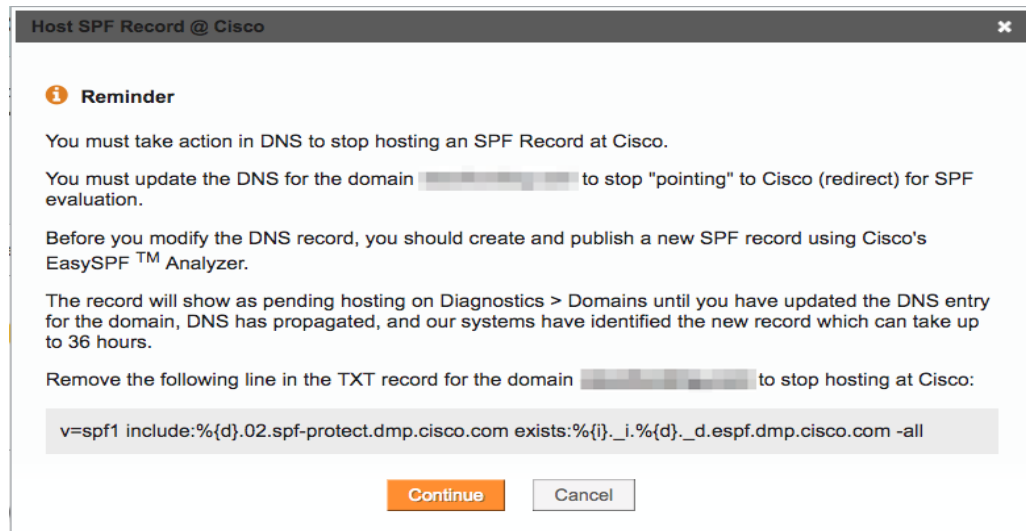 Host SPF Record @ Cisco
Reminder
You must take action in DNS to stop hosting an SPF Record at Cisco.
You must update the DNS for the domain to stop "pointing" to Cisco (redirect) for SPF
evaluation.
Before you modify the DNS record, you should create and publish a new SPF record using Cisco's
EasySPF TM Analyzer.
The record will show as pending hosting on Diagnostics > Domains until you have updated the DNS entry
for the domain, DNS has propagated, and our systems have identified the new record which can take up
to 36 hours.
Remove the following line in the TXT record for the domain to stop hosting at Cisco:
v=spf1 include:%{d}.02.spf-protect.dmp.cisco.com exists:%{i}._i.%{d}._d.espf.dmp.cisco.com -all
Continue
Cancel